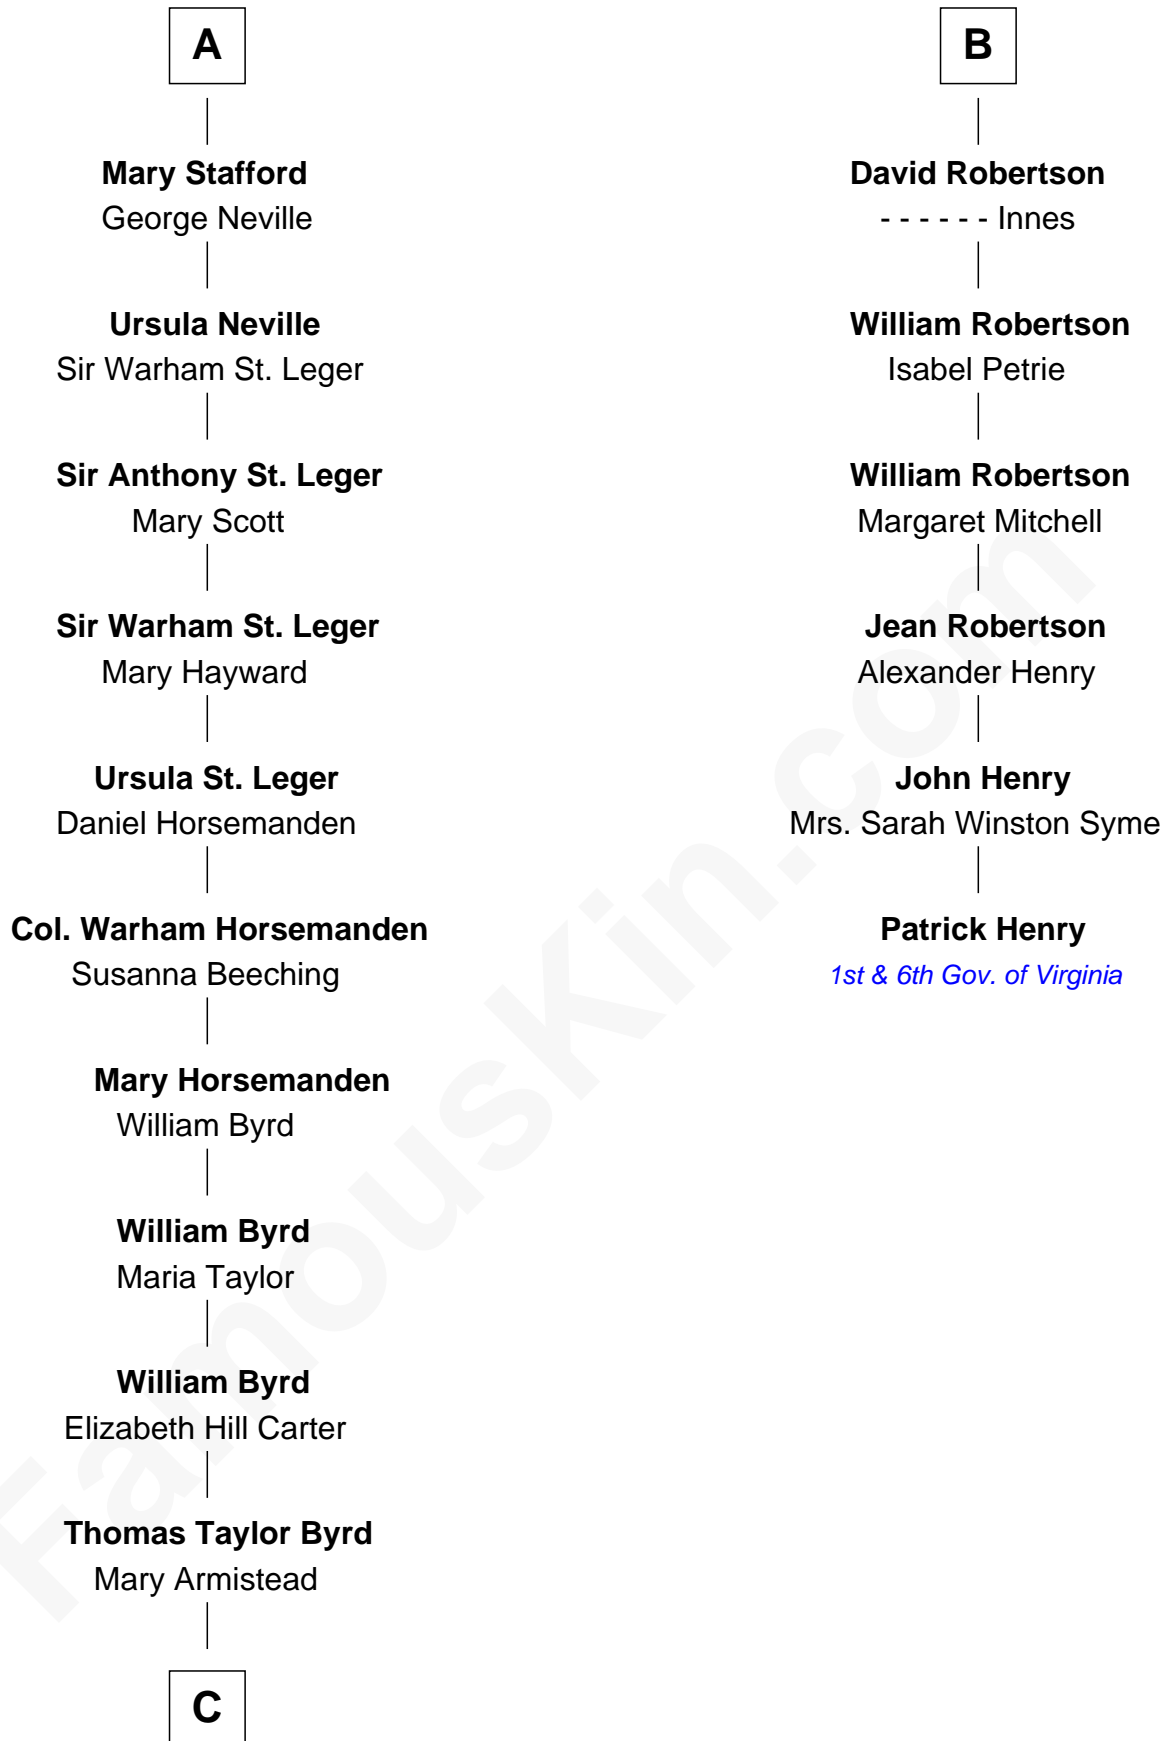 A
Mary Stafford
George Neville
Ursula Neville
Sir Warham St. Leger
Sir Anthony St. Leger
Mary Scott
Sir Warham St. Leger
Mary Hayward
Ursula St. Leger
Daniel Horsemanden
Col. Warham Horsemanden
Susanna Beeching
Mary Horsemanden
William Byrd
William Byrd
Maria Taylor
William Byrd
Elizabeth Hill Carter
Thomas Taylor Byrd
Mary Armistead
C
B
David Robertson
- - - - - - Innes
William Robertson
Isabel Petrie
William Robertson
Margaret Mitchell
Jean Robertson
Alexander Henry
John Henry
Mrs. Sarah Winston Syme
Patrick Henry
1st & 6th Gov. of Virginia
FamousKin.com